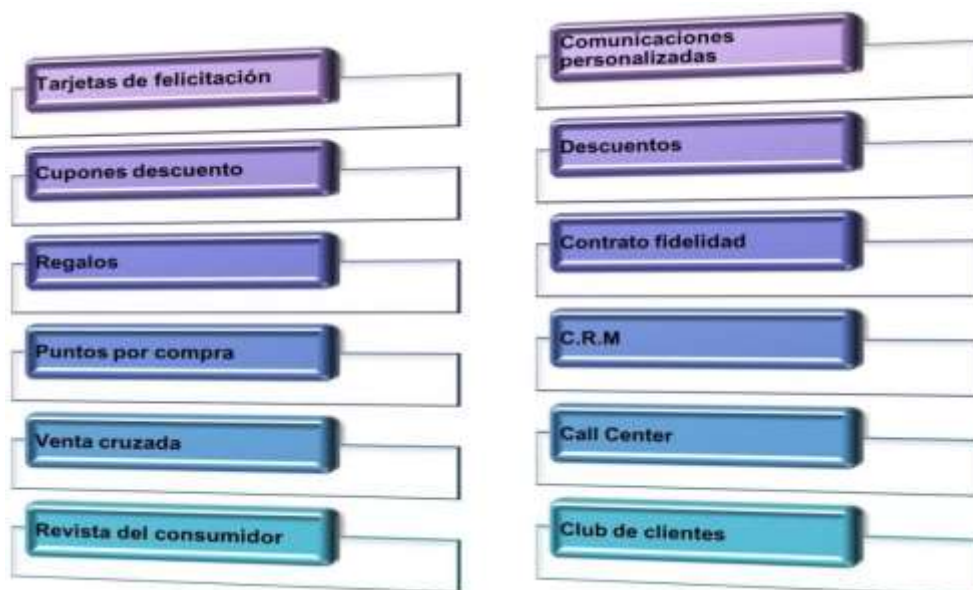 Tarjetas de felicitación
Cupones descuento
Regalos
Puntos por compra
Venta cruzada
Revista del consumidor
Comunicaciones
personalizadas
Descuentos
Contrato fidelidad
C.R.M
Call Center
Club de clientes